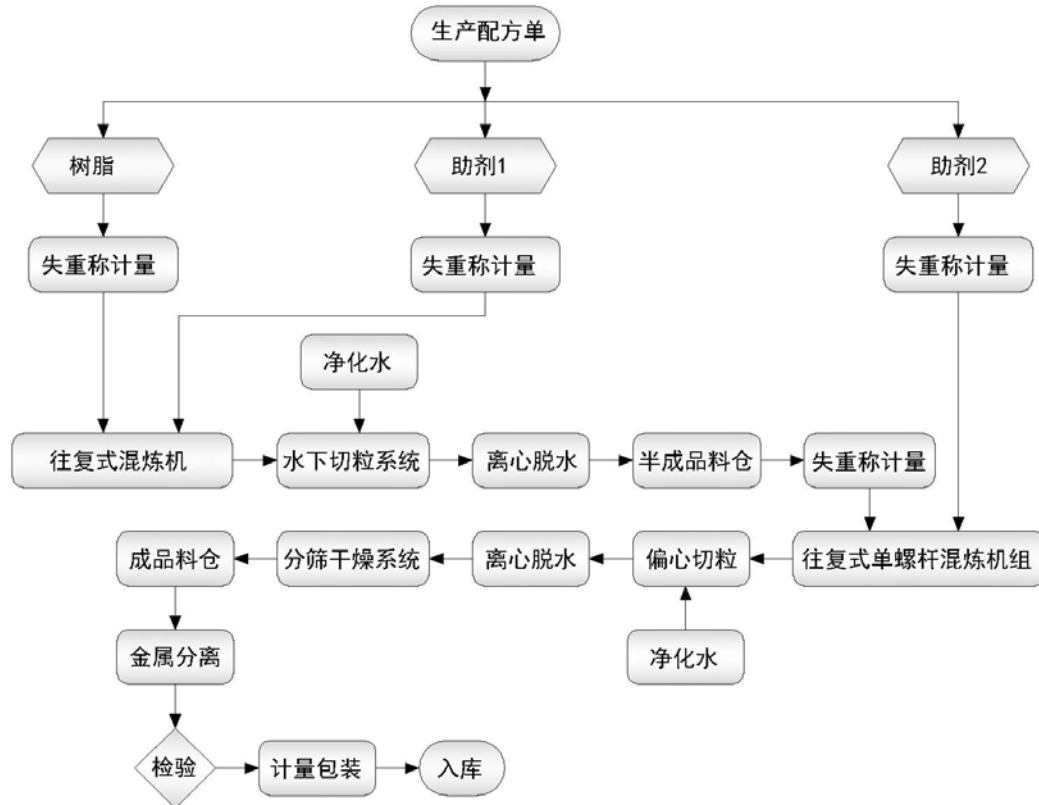 生产配方单
树脂
助剂1
助剂2
失重称计量
失重称计量
失重称计量
净化水
往复式混炼机
水下切粒系统
离心脱水
半成品料仓
失重称计量
成品料仓
分筛干燥系统
离心脱水
偏心切粒
往复式单螺杆混炼机组
金属分离
净化水
检验
计量包装
入库